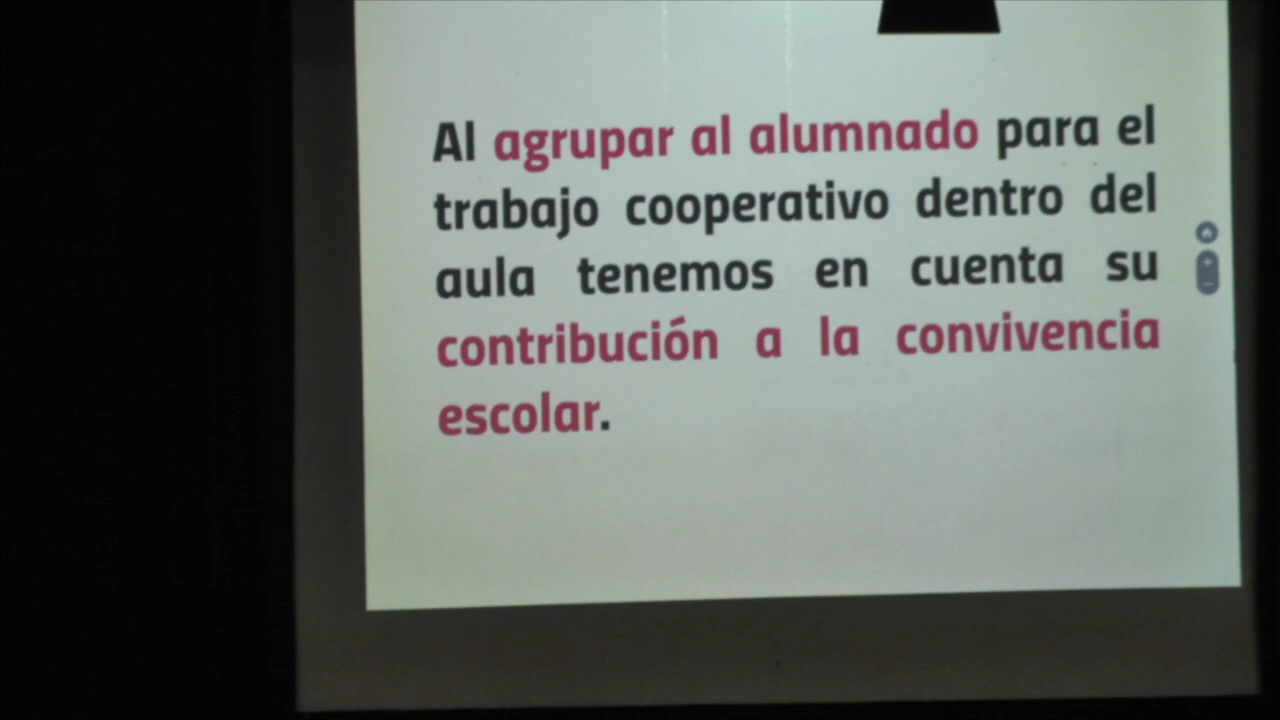 Al agrupar al alumnado para el
trabajo cooperativo dentro del
aula tenemos en cuenta su
contribución a la convivencia
escolar.